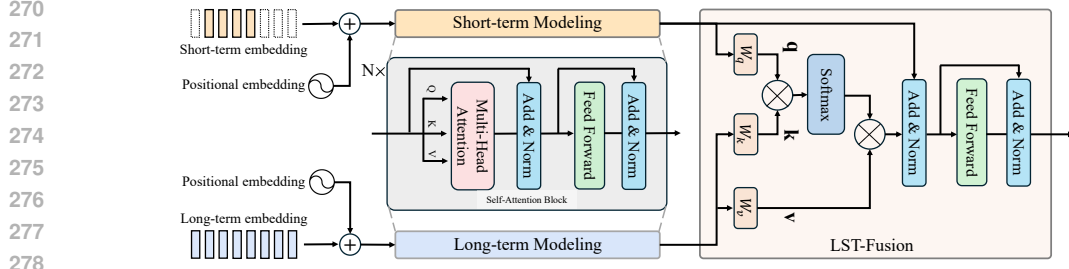 270
271
272
273
274
275
276
277
278
Short-term embedding
Positional embedding
Positional embedding
Long-term embedding
Short-term Modeling
N×
Q
K
V
Multi-Head
Attention
Add & Norm
Feed Forward
Add & Norm
Self-Attention Block
Long-term Modeling
W_q
q
W_k
k
W_v
v
Softmax
Add & Norm
Feed Forward
Add & Norm
LST-Fusion